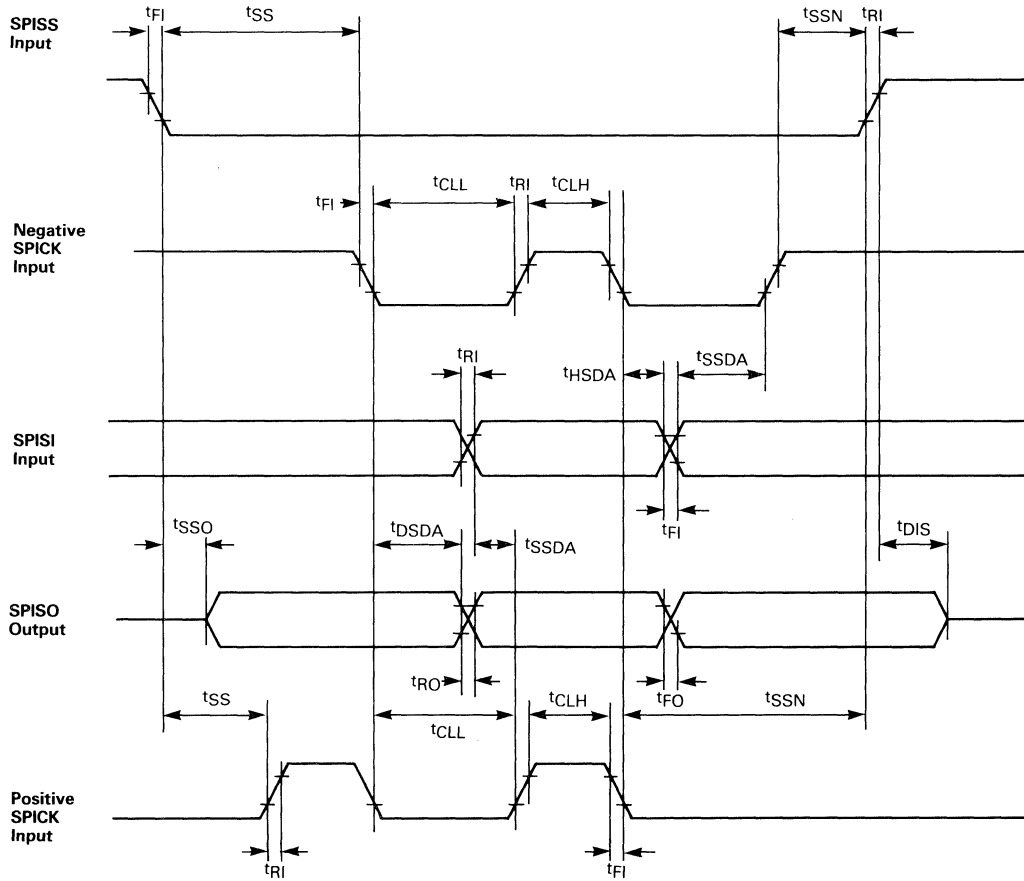 SPISS
Input
tFI
tSS
tSSN
tRI
Negative
SPICK
Input
tFI
tCLL
tRI
tCLH
tRI
tHSDA
tSSDA
SPISI
Input
tFI
tSSO
tDSDA
tSSDA
tDIS
SPISO
Output
tRO
tFO
tSS
tCLL
tCLH
tSSN
Positive
SPICK
Input
tRI
tFI